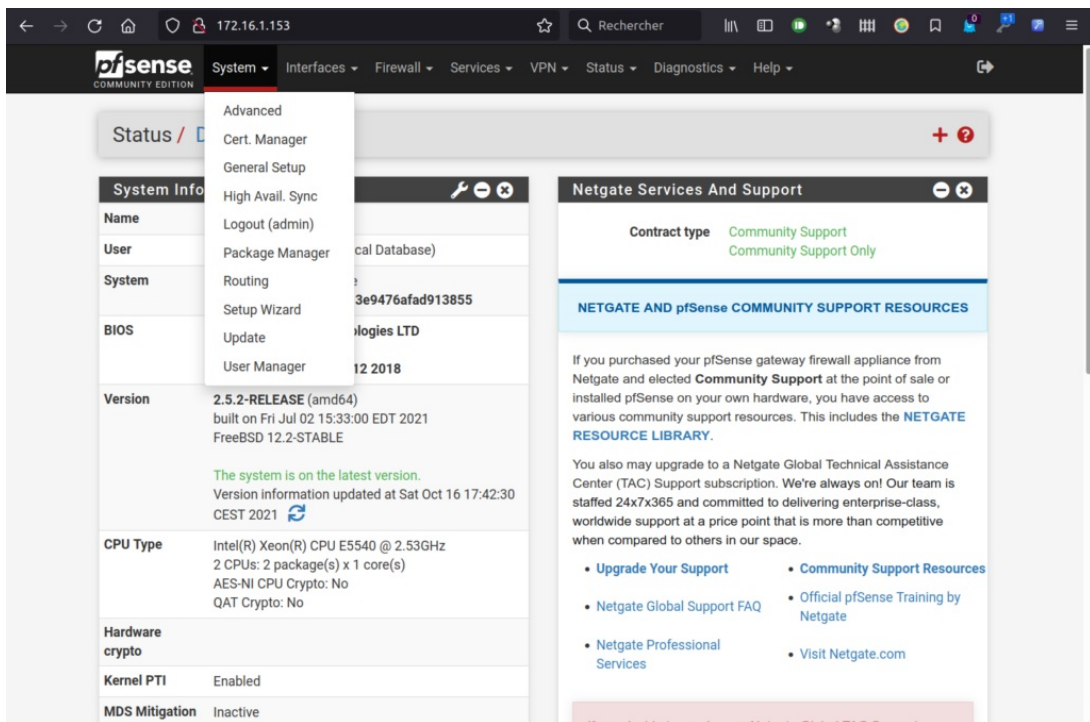 172.16.1.153
Rechercher
0
+1
pfsense
COMMUNITY EDITION
System Interfaces Firewall Services VPN Status Diagnostics Help
Advanced
Cert. Manager
General Setup
High Avail. Sync
Logout (admin)
Package Manager
Routing
Setup Wizard
Update
User Manager
Status /
System Info
Name
User
cal Database)
System
3e9476afad913855
BIOS
ologies LTD
12 2018
Version
2.5.2-RELEASE (amd64)
built on Fri Jul 02 15:33:00 EDT 2021
FreeBSD 12.2-STABLE
The system is on the latest version.
Version information updated at Sat Oct 16 17:42:30
CEST 2021
CPU Type
Intel(R) Xeon(R) CPU E5540 @ 2.53GHz
2 CPUs: 2 package(s) x 1 core(s)
AES-NI CPU Crypto: No
QAT Crypto: No
Hardware
crypto
Kernel PTI Enabled
MDS Mitigation Inactive
Netgate Services And Support
Contract type
Community Support
Community Support Only
NETGATE AND pfSense COMMUNITY SUPPORT RESOURCES
If you purchased your pfSense gateway firewall appliance from
Netgate and elected Community Support at the point of sale or
installed pfSense on your own hardware, you have access to
various community support resources. This includes the NETGATE
RESOURCE LIBRARY.
You also may upgrade to a Netgate Global Technical Assistance
Center (TAC) Support subscription. We're always on! Our team is
staffed 24x7x365 and committed to delivering enterprise-class,
worldwide support at a price point that is more than competitive
when compared to others in our space.
Upgrade Your Support
Community Support Resources
Netgate Global Support FAQ
Official pfSense Training by
Netgate
Netgate Professional
Services
Visit Netgate.com